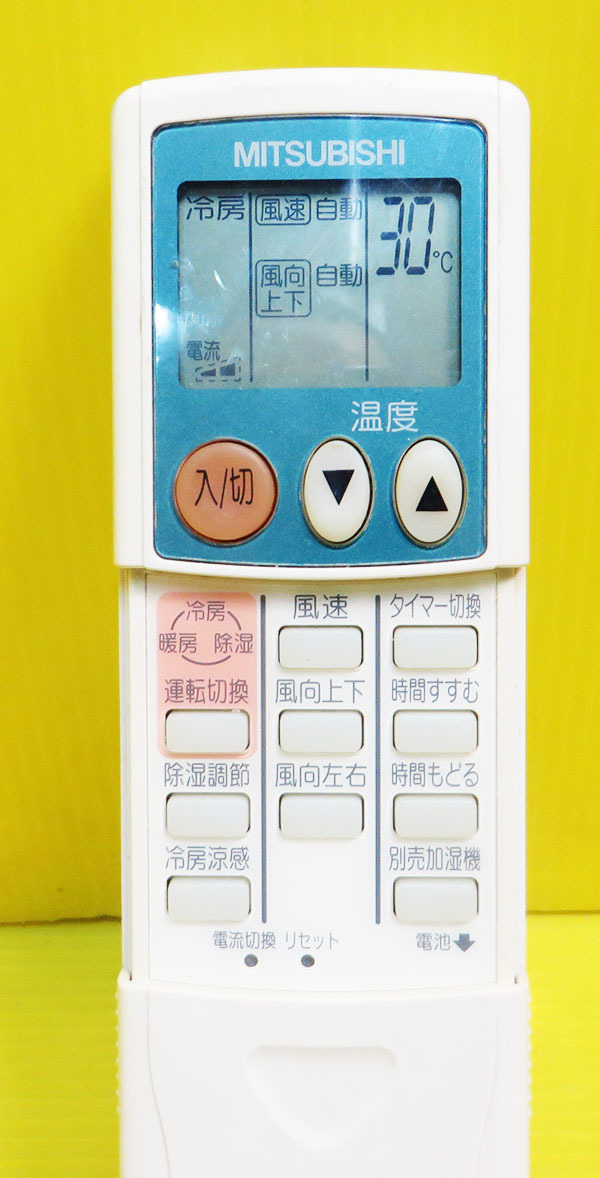 MITSUBISHI
冷房 風速 自動 30℃
風向上下 自動
電流
温度
入/切 ▼ ▲
冷房
暖房 除湿
運転切換
風速
タイマー切換
風向上下
時間すすむ
除湿調節
風向左右
時間もどる
冷房涼感
別売加湿機
電流切換 リセット
電池